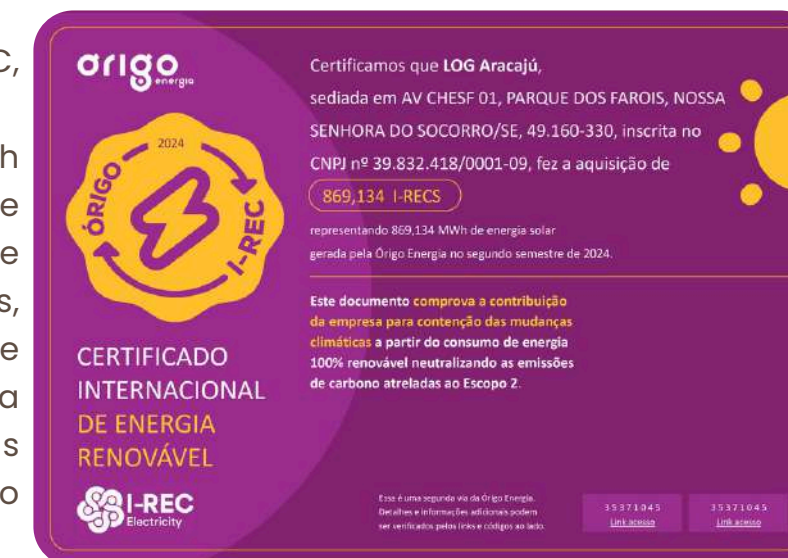 C,
h
e
e
s,
e
a
s
o
órigo
energia
2024
ÓRIGO
I-REC
CERTIFICADO
INTERNACIONAL
DE ENERGIA
RENOVÁVEL
I-REC
Electricity
Certificamos que LOG Aracajú,
sediada em AV CHESF 01, PARQUE DOS FAROIS, NOSSA
SENHORA DO SOCORRO/SE, 49.160-330, inscrita no
CNPJ nº 39.832.418/0001-09, fez a aquisição de
869,134 I-RECS
representando 869,134 MWh de energia solar
gerada pela Órigo Energia no segundo semestre de 2024.
Este documento comprova a contribuição
da empresa para contenção das mudanças
climáticas a partir do consumo de energia
100% renovável neutralizando as emissões
de carbono atreladas ao Escopo 2.
Essa é uma segunda via da Órigo Energia.
Detalhes e informações adicionais podem
ser verificados pelos links e códigos ao lado.
35371045
Link acesso
35371045
Link acesso